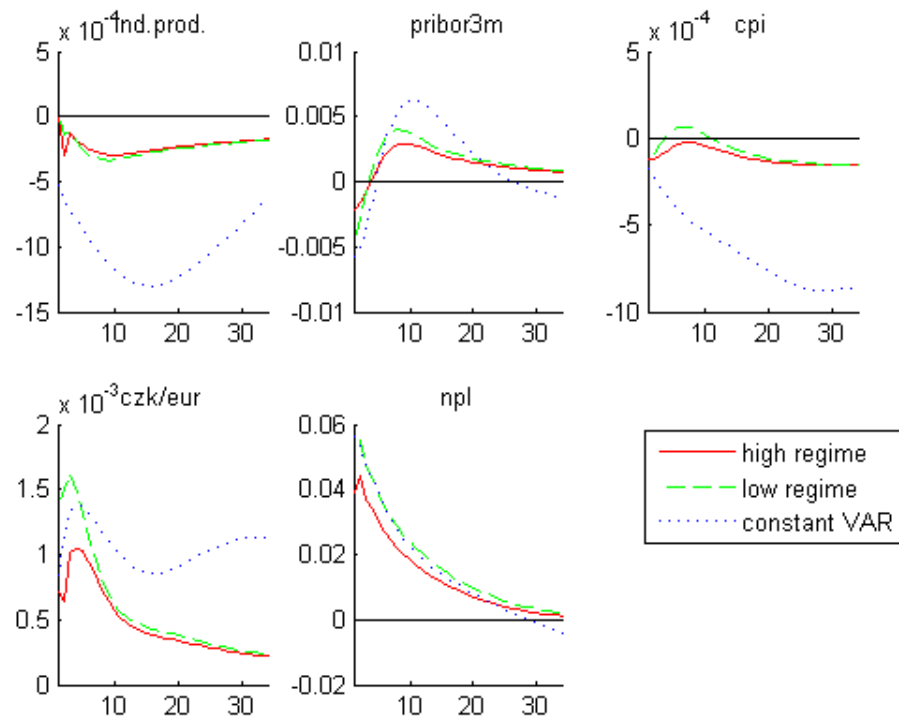 x 10-4 Ind.prod.
5
0
-5
-10
-15
10 20 30
pribor3m
0.01
0.005
0
-0.005
-0.01
10 20 30
x 10-4 cpi
5
0
-5
-10
10 20 30
x 10-3 czk/eur
2
1.5
1
0.5
0
10 20 30
npl
0.06
0.04
0.02
0
-0.02
10 20 30
high regime
low regime
constant VAR